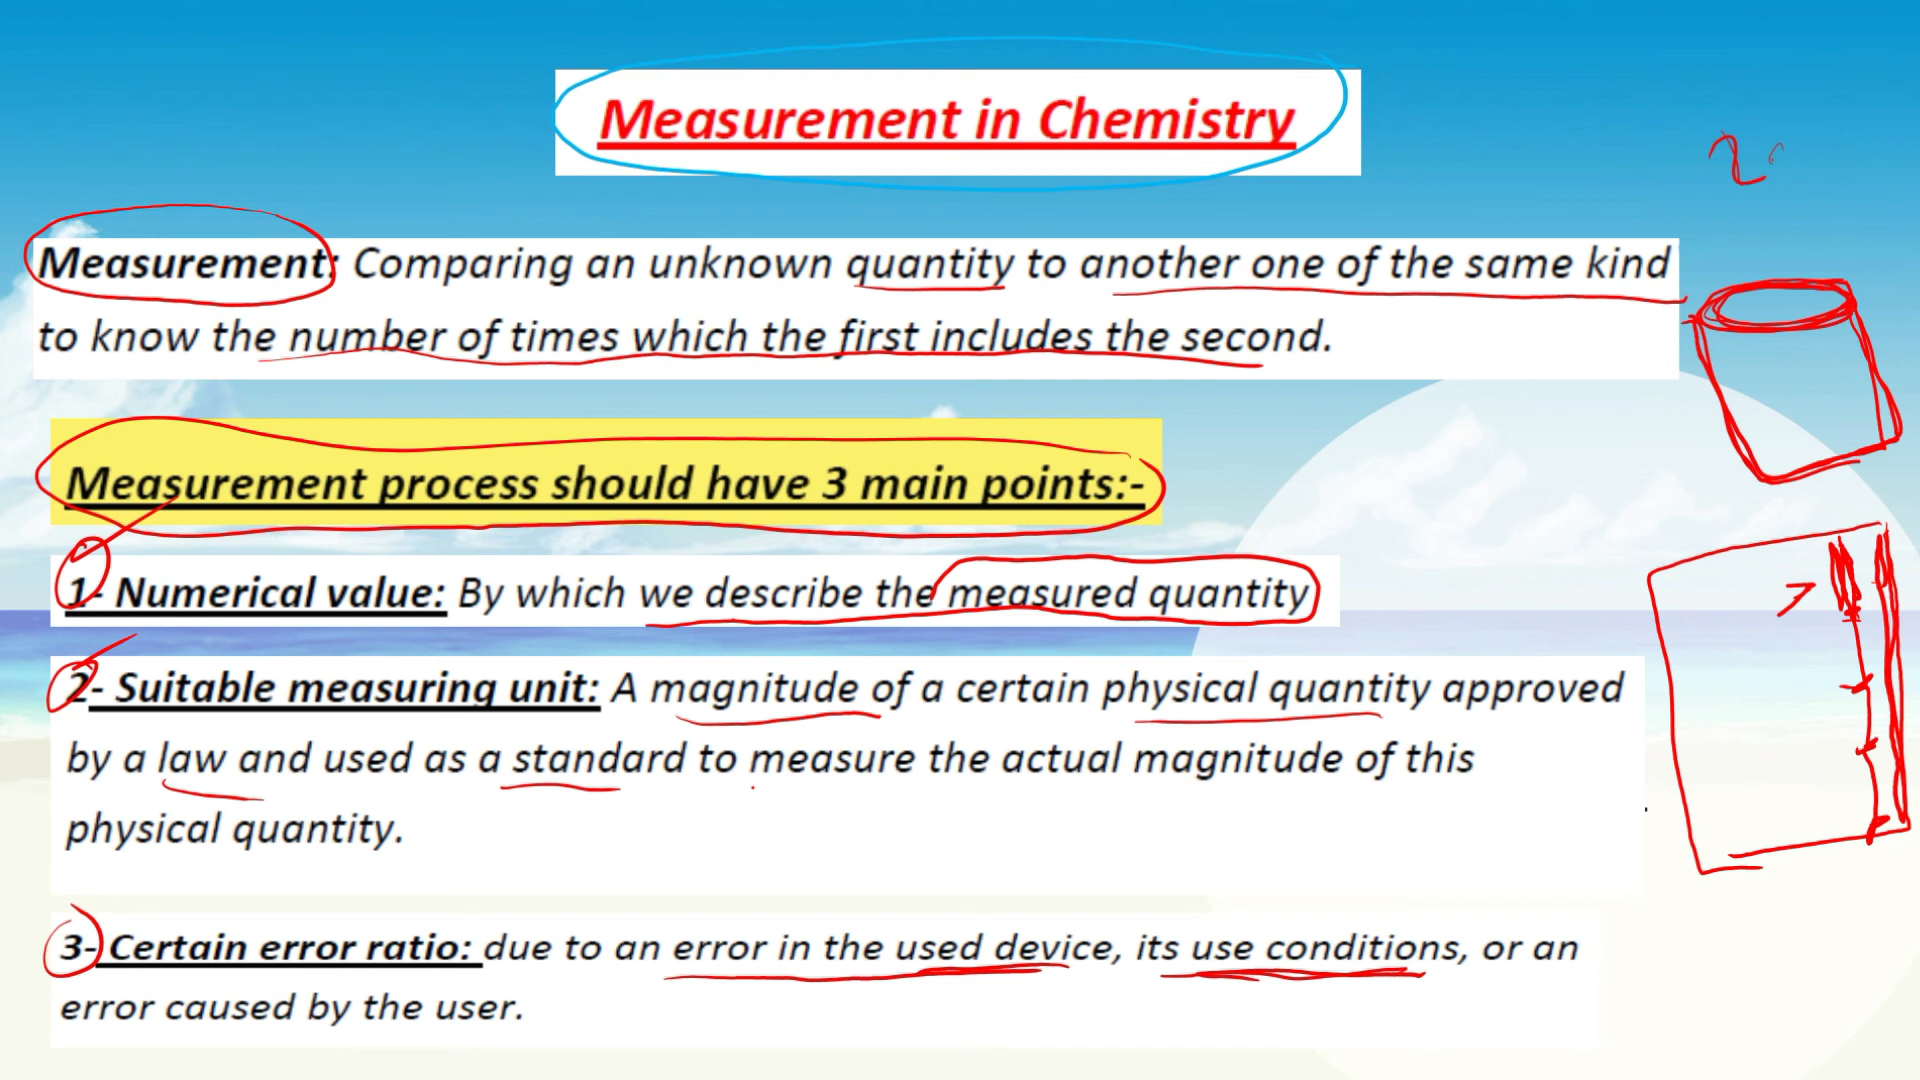 Measurement in Chemistry
Measurement: Comparing an unknown quantity to another one of the same kind
to know the number of times which the first includes the second.
Measurement process should have 3 main points:-
1- Numerical value: By which we describe the measured quantity
2- Suitable measuring unit: A magnitude of a certain physical quantity approved
by a law and used as a standard to measure the actual magnitude of this
physical quantity.
3- Certain error ratio: due to an error in the used device, its use conditions, or an
error caused by the user.